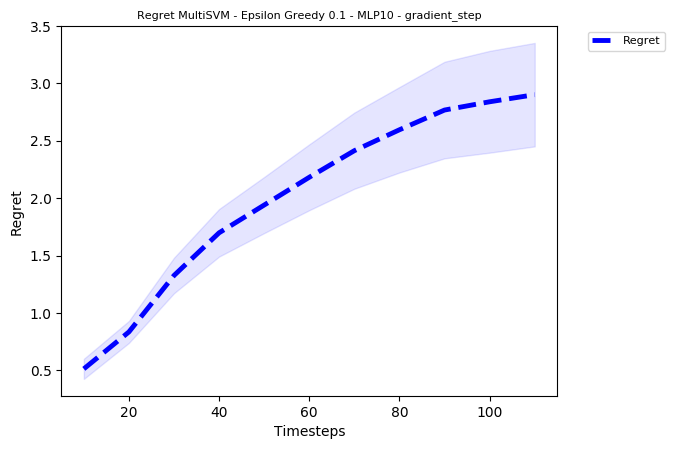 Regret MultiSVM - Epsilon Greedy 0.1 - MLP10 - gradient_step
Regret
3.5
3.0
2.5
2.0
1.5
1.0
0.5
Regret
20 40 60 80 100
Timesteps